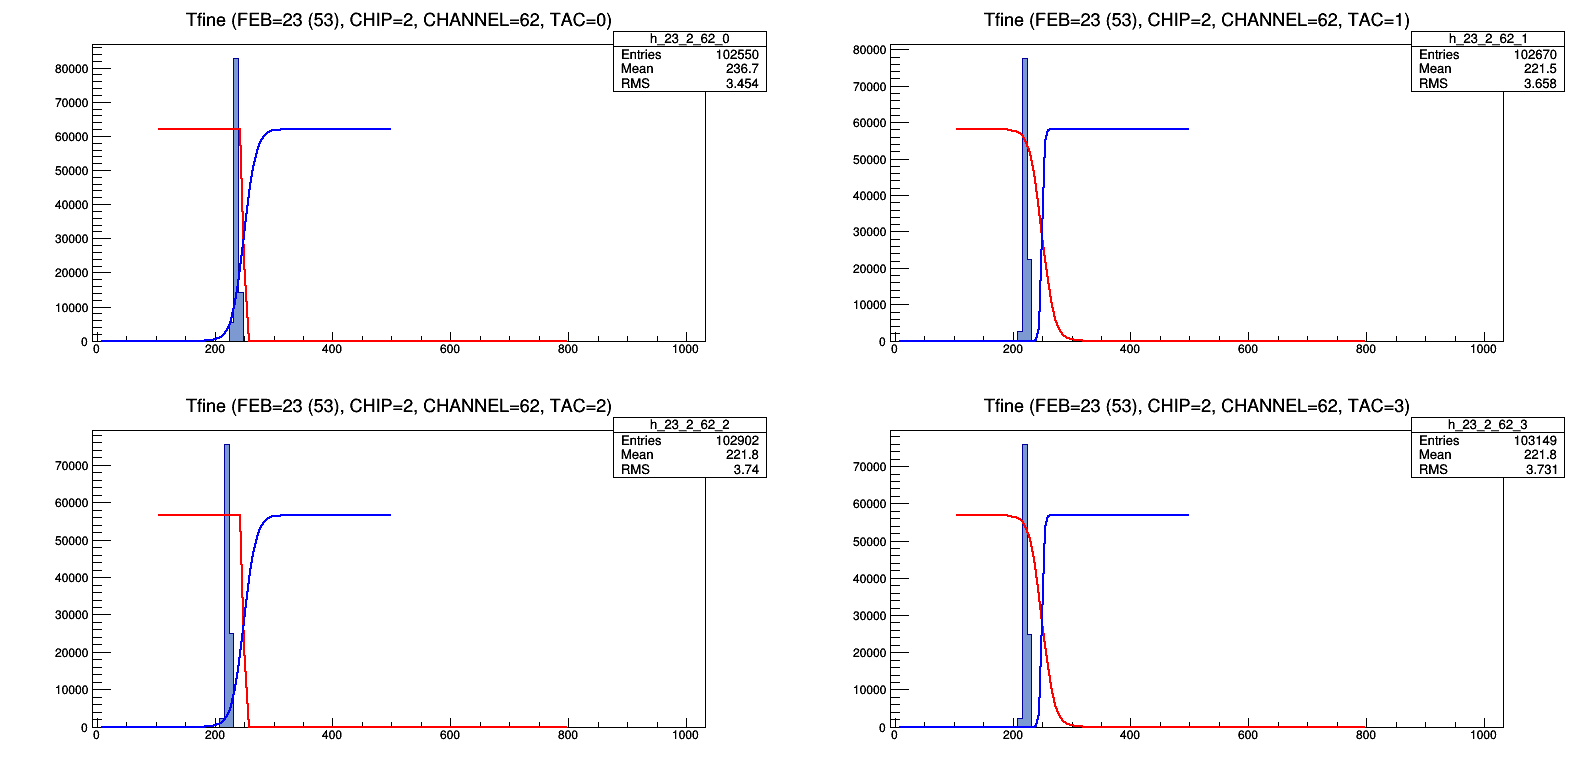 Tfine (FEB=23 (53), CHIP=2, CHANNEL=62, TAC=0)
h_23_2_62_0
Entries 102550
Mean 236.7
RMS 3.454
80000
70000
60000
50000
40000
30000
20000
10000
0
0 200 400 600 800 1000
Tfine (FEB=23 (53), CHIP=2, CHANNEL=62, TAC=1)
h_23_2_62_1
Entries 102670
Mean 221.5
RMS 3.658
80000
70000
60000
50000
40000
30000
20000
10000
0
0 200 400 600 800 1000
Tfine (FEB=23 (53), CHIP=2, CHANNEL=62, TAC=2)
h_23_2_62_2
Entries 102902
Mean 221.8
RMS 3.74
70000
60000
50000
40000
30000
20000
10000
0
0 200 400 600 800 1000
Tfine (FEB=23 (53), CHIP=2, CHANNEL=62, TAC=3)
h_23_2_62_3
Entries 103149
Mean 221.8
RMS 3.731
70000
60000
50000
40000
30000
20000
10000
0
0 200 400 600 800 1000